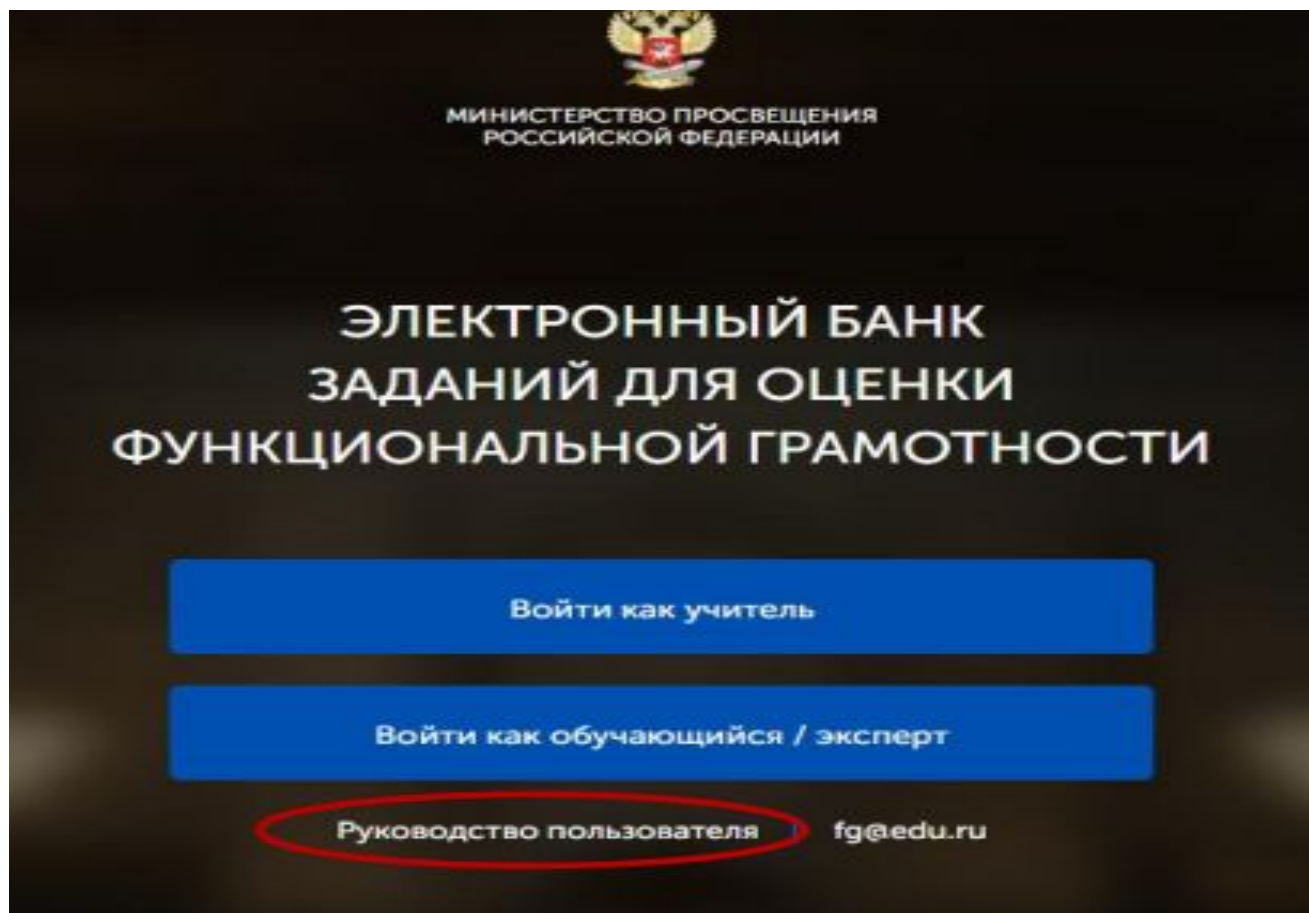 МИНИСТЕРСТВО ПРОСВЕЩЕНИЯ
РОССИЙСКОЙ ФЕДЕРАЦИИ
ЭЛЕКТРОННЫЙ БАНК
ЗАДАНИЙ ДЛЯ ОЦЕНКИ
ФУНКЦИОНАЛЬНОЙ ГРАМОТНОСТИ
Войти как учитель
Войти как обучающийся / эксперт
Руководство пользователя | fg@edu.ru